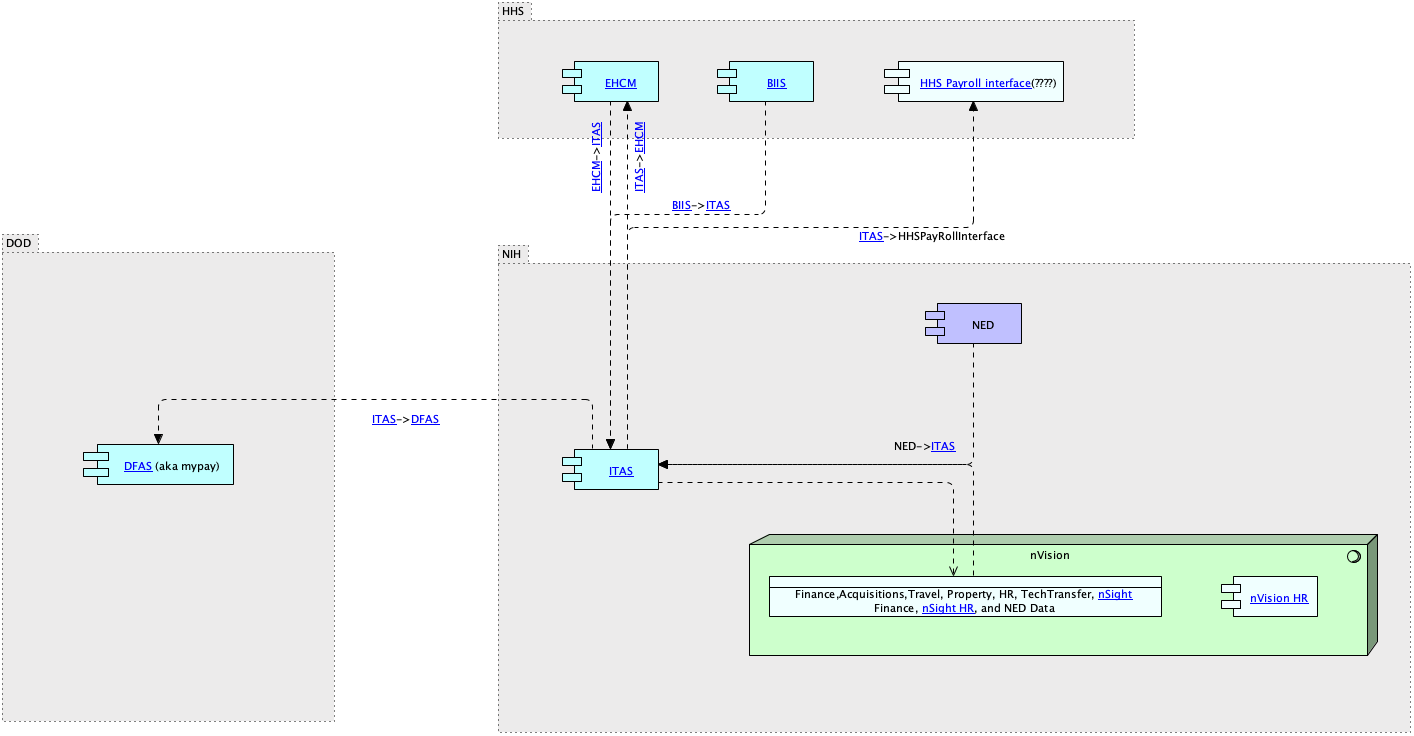 HHS
EHCM
BIIS
HHS Payroll interface(????)
EHCM->ITAS
ITAS->EHCM
BIIS->ITAS
ITAS->HHSPayRollInterface
DOD
NIH
NED
ITAS->DFAS
NED->ITAS
DFAS (aka mypay)
ITAS
nVision
Finance,Acquisitions,Travel, Property, HR, TechTransfer, nSight
Finance, nSight HR, and NED Data
nVision HR